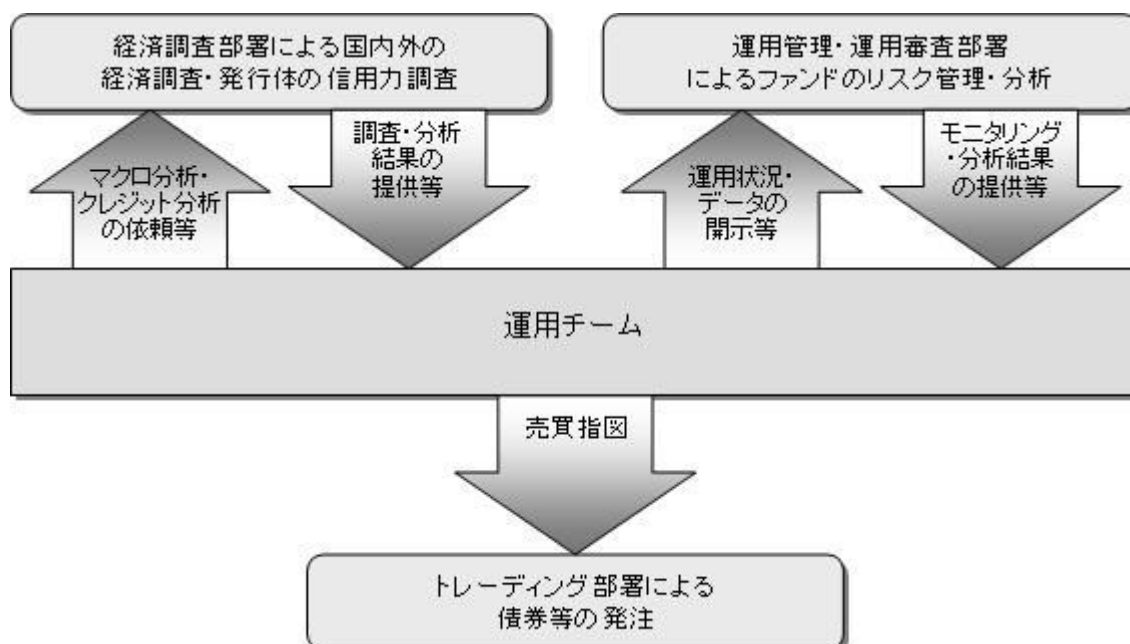 経済調査部署による国内外の
経済調査・発行体の信用力調査
運用管理・運用審査部署
によるファンドのリスク管理・分析
マクロ分析・
クレジット分析
の依頼等
調査・分析
結果の
提供等
運用状況・
データの
開示等
モニタリング
・分析結果
の提供等
運用チーム
売買指図
トレーディング部署による
債券等の発注